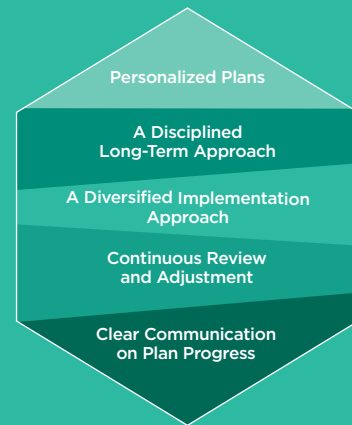 Personalized Plans
A Disciplined
Long-Term Approach
A Diversified Implementation
Approach
Continuous Review
and Adjustment
Clear Communication
on Plan Progress